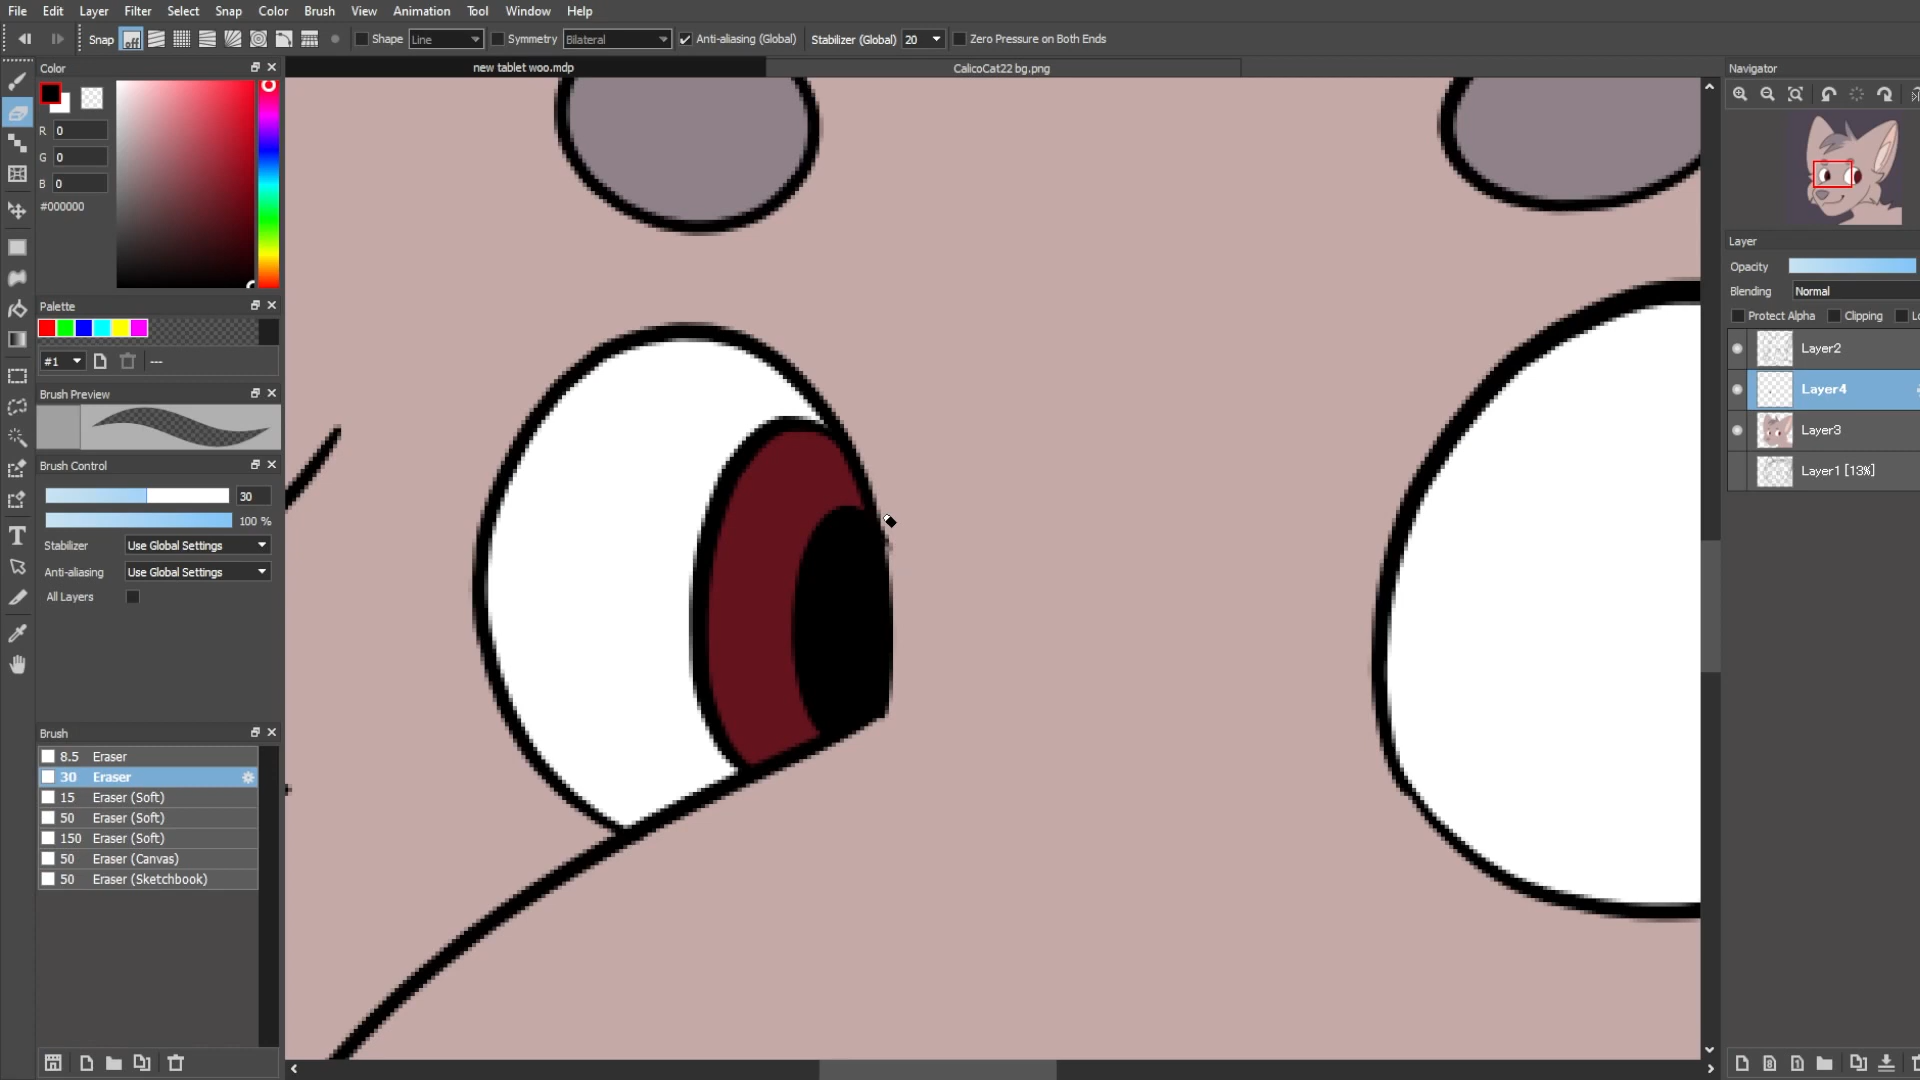 File Edit Layer Filter Select Snap Color Brush View Animation Tool Window Help
Snap off Shape Line Symmetry Bilateral Anti-aliasing (Global) Stabilizer (Global) 20 Zero Pressure on Both Ends
Color
new tablet woo.mdp
CalicoCat22 bg.png
Navigator
R 0
G 0
B 0
#000000
Palette
#1 ---
Brush Preview
Brush Control
30
100 %
Stabilizer Use Global Settings
Anti-aliasing Use Global Settings
All Layers
Brush
8.5 Eraser
30 Eraser
15 Eraser (Soft)
50 Eraser (Soft)
150 Eraser (Soft)
50 Eraser (Canvas)
50 Eraser (Sketchbook)
T
Layer
Opacity
Blending Normal
Protect Alpha Clipping Lo
Layer2
Layer4
Layer3
Layer1 [13%]
8 1